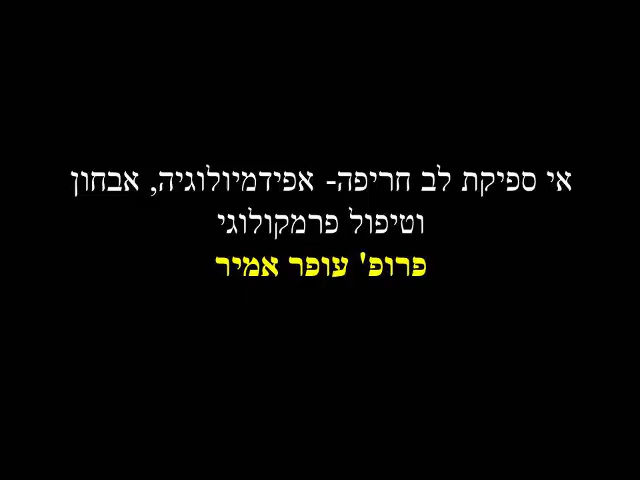 אי ספיקת לב חריפה- אפידמיולוגיה, אבחון
וטיפול פרמקולוגי
פרופ' עופר אמיר